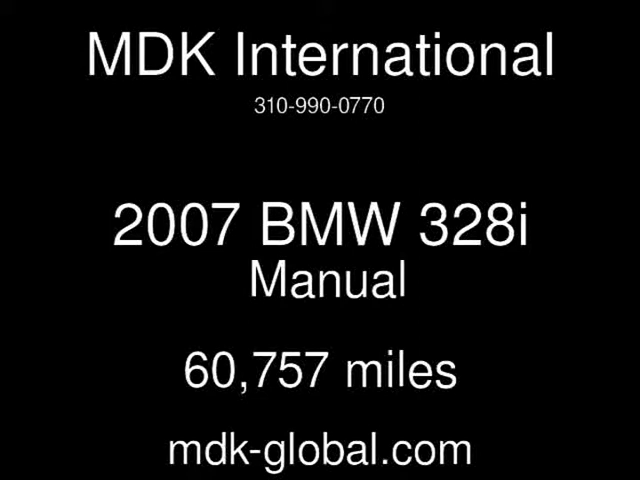 MDK International
310-990-0770
2007 BMW 328i
Manual
60,757 miles
mdk-global.com